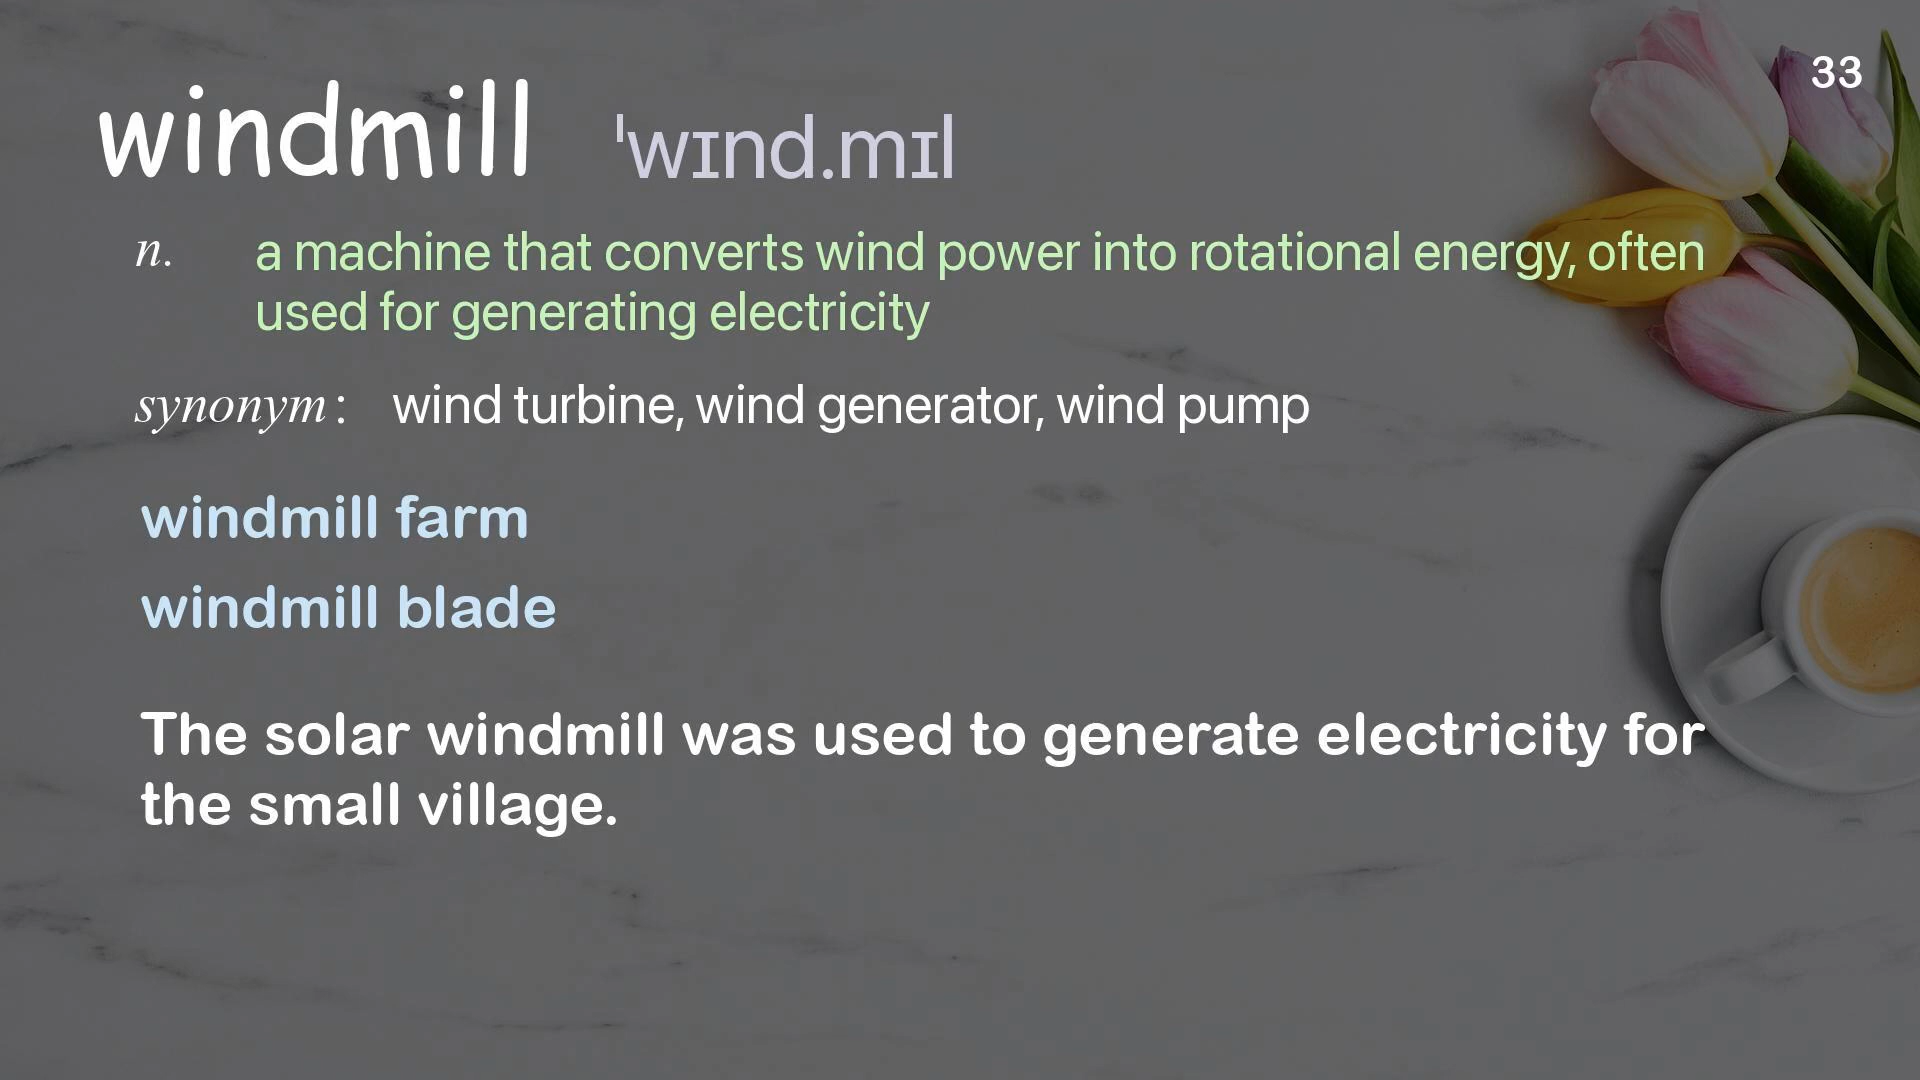 33
windmill ˈwɪnd.mɪl
n. a machine that converts wind power into rotational energy, often
used for generating electricity
synonym: wind turbine, wind generator, wind pump
windmill farm
windmill blade
The solar windmill was used to generate electricity for
the small village.